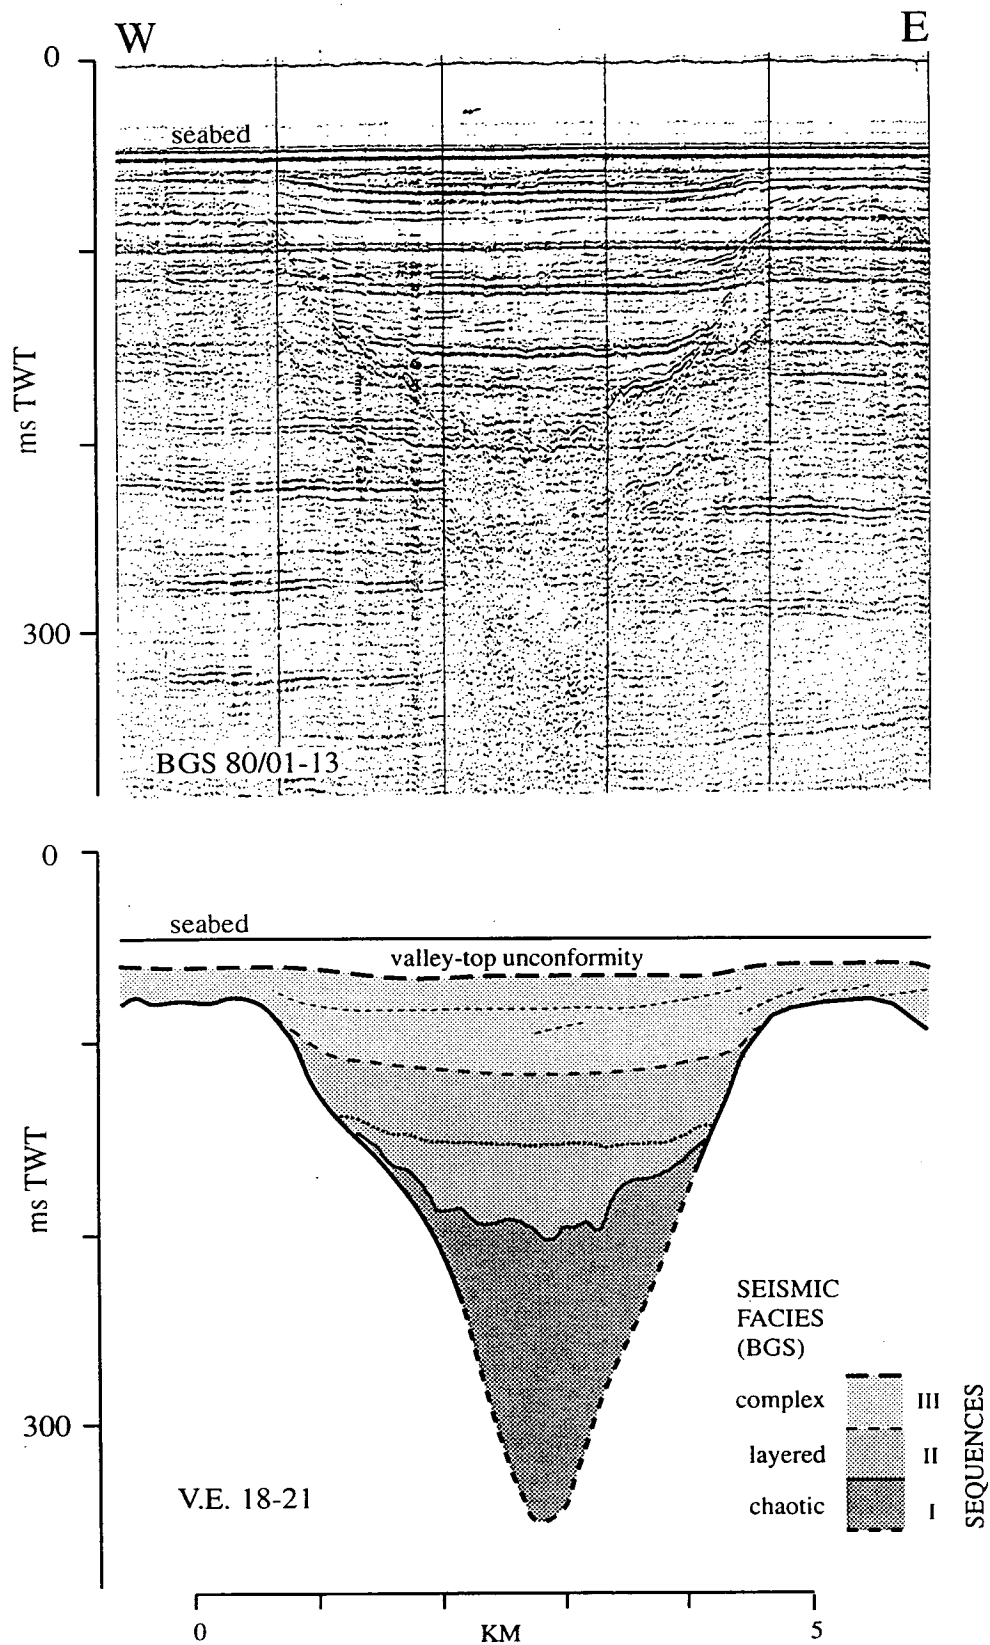 W
E
0
seabed
ms TWT
300
BGS 80/01-13
0
seabed
valley-top unconformity
ms TWT
300
V.E. 18-21
SEISMIC
FACIES
(BGS)
complex III
layered II
chaotic I
SEQUENCES
0 KM 5